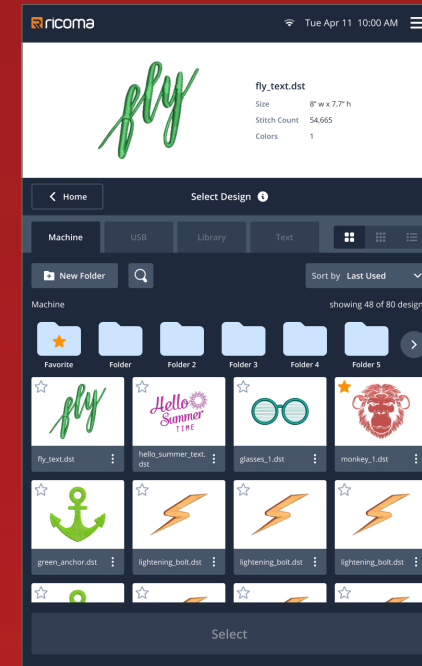 ricoma
Tue Apr 11 10:00 AM
fly
fly_text.dst
Size 8" w x 7.7" h
Stitch Count 54,665
Colors 1
Home
Select Design
Machine USB Library Text
New Folder
Sort by Last Used
Machine
showing 48 of 80 design
Favorite Folder Folder 2 Folder 3 Folder 4 Folder 5
fly
Hello
Summer
TIME
fly_text.dst
hello_summer_text.
dst
glasses_1.dst
monkey_1.dst
green_anchor.dst
lightening_bolt.dst
lightening_bolt.dst
lightening_bolt.dst
Select